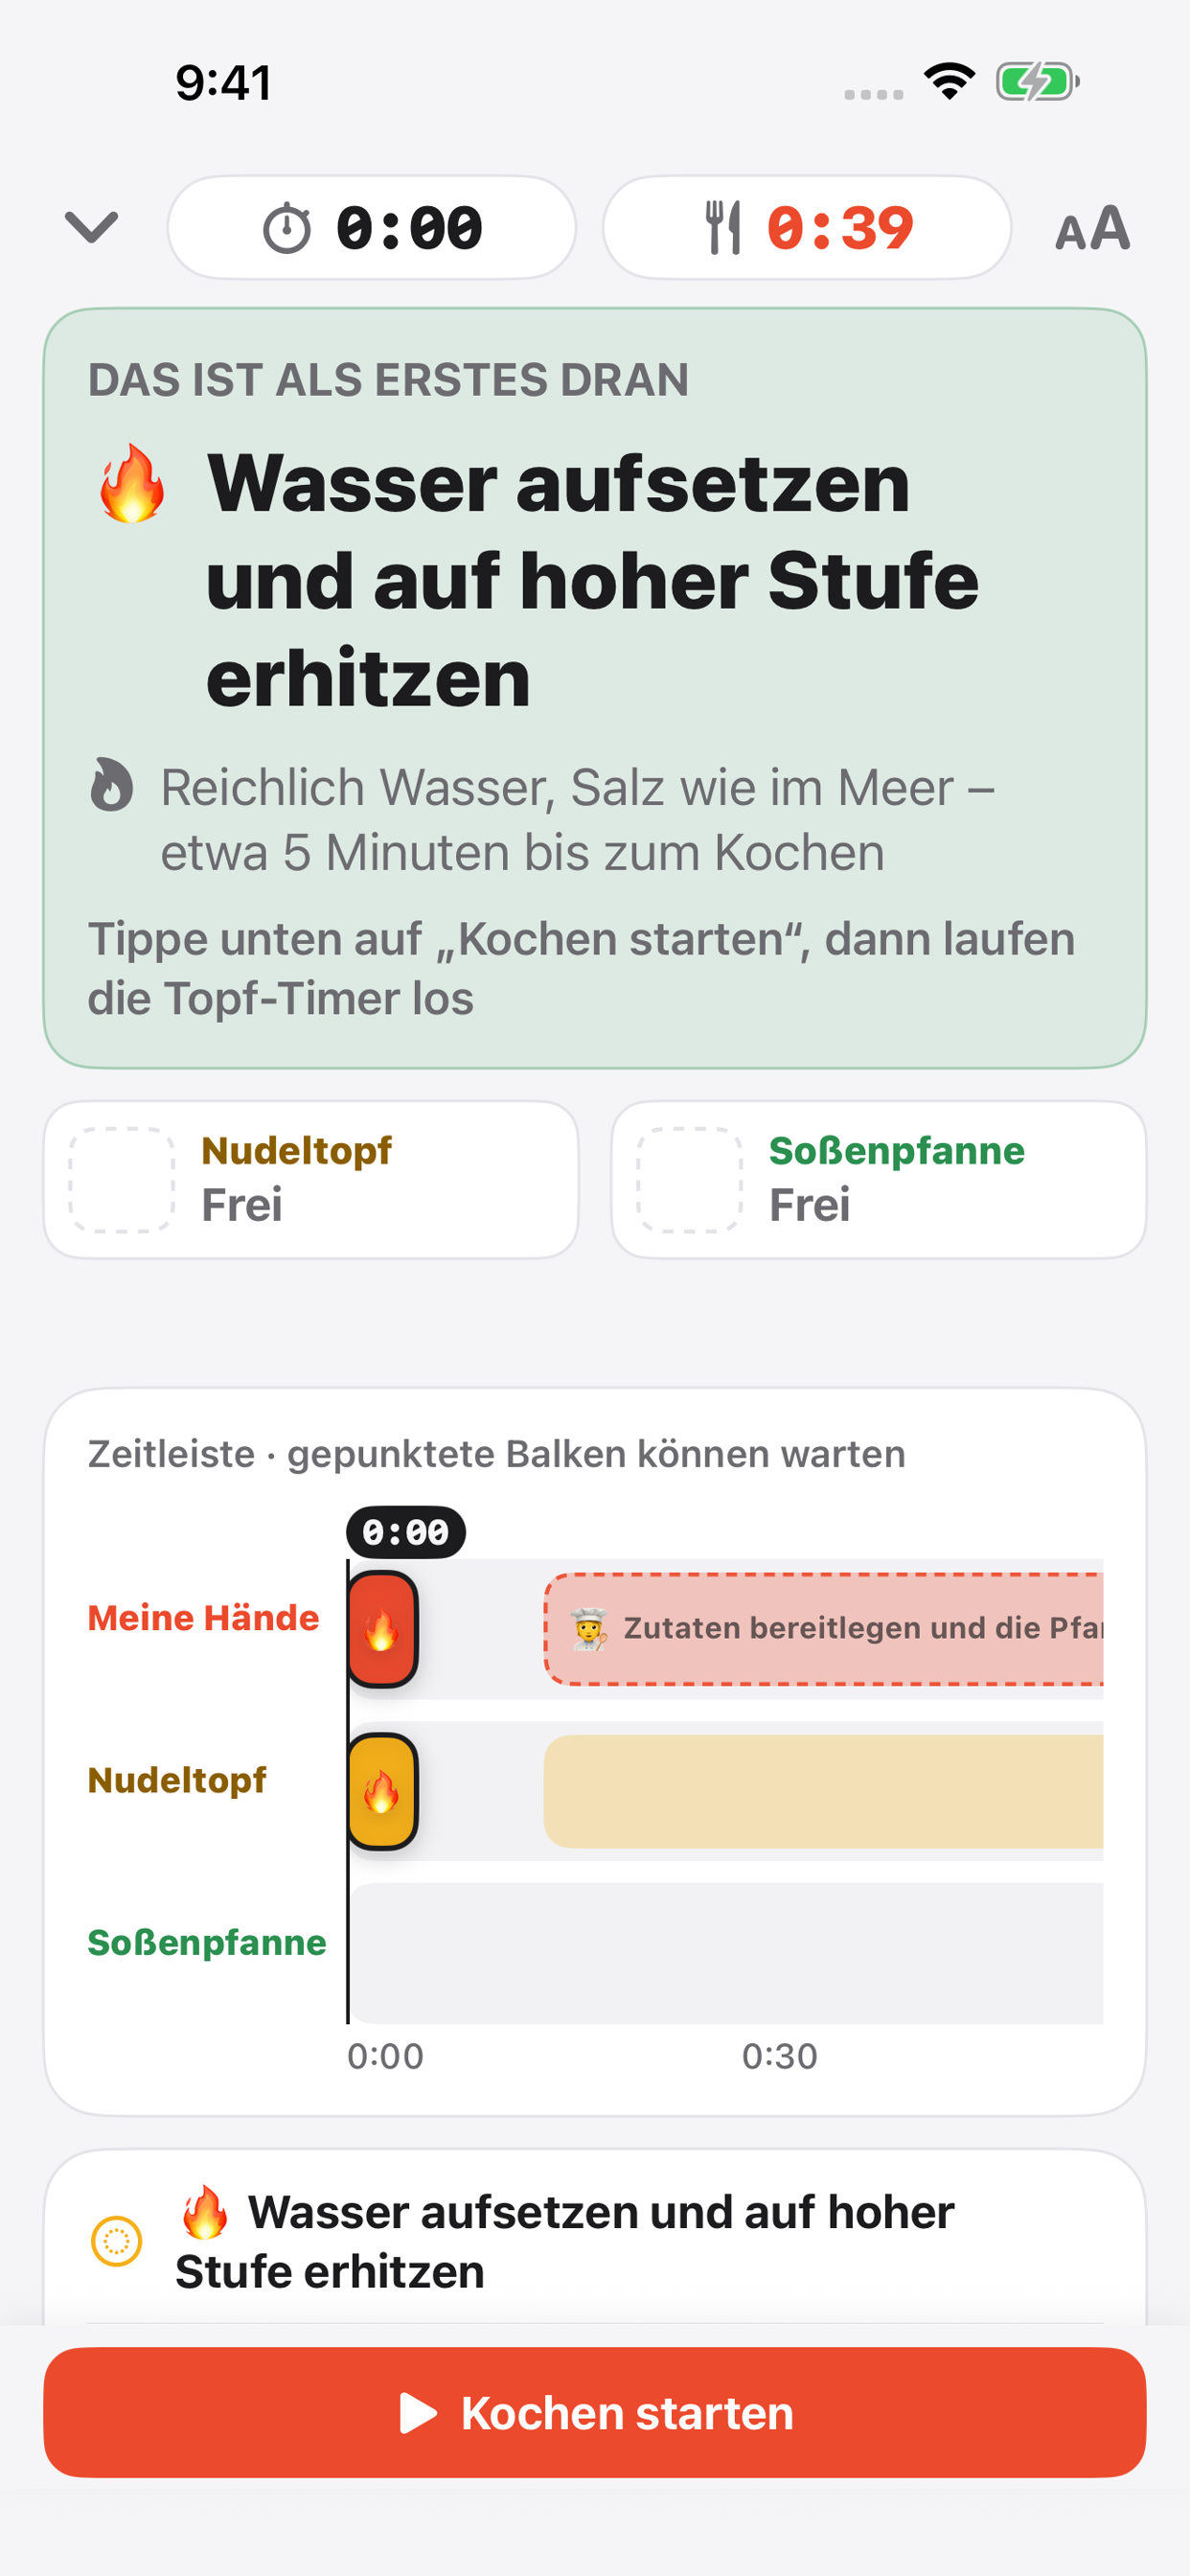 9:41
0:00
0:39
AA
DAS IST ALS ERSTES DRAN
Wasser aufsetzen
und auf hoher Stufe
erhitzen
Reichlich Wasser, Salz wie im Meer –
etwa 5 Minuten bis zum Kochen
Tippe unten auf „Kochen starten“, dann laufen
die Topf-Timer los
Nudeltopf
Frei
Soßenpfanne
Frei
Zeitleiste · gepunktete Balken können warten
0:00
Meine Hände
Zutaten bereitlegen und die Pfan
Nudeltopf
Soßenpfanne
0:00
0:30
Wasser aufsetzen und auf hoher
Stufe erhitzen
Kochen starten